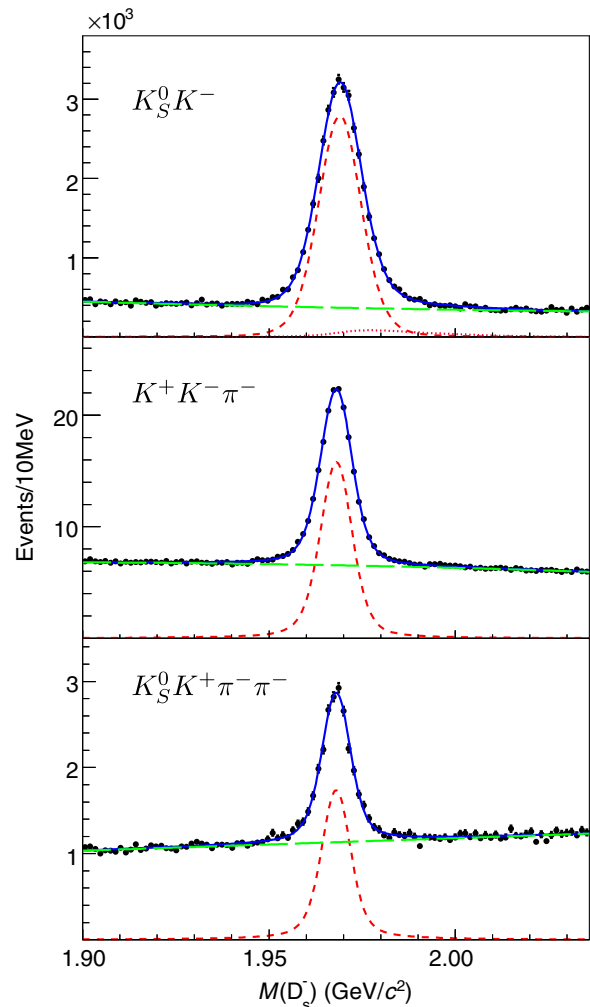 ×10³
K⁰_S K⁻
3
2
1
K⁺K⁻π⁻
20
10
Events/10MeV
K⁰_S K⁺π⁻π⁻
3
2
1
1.90 1.95 2.00
M(D⁻_s) (GeV/c²)